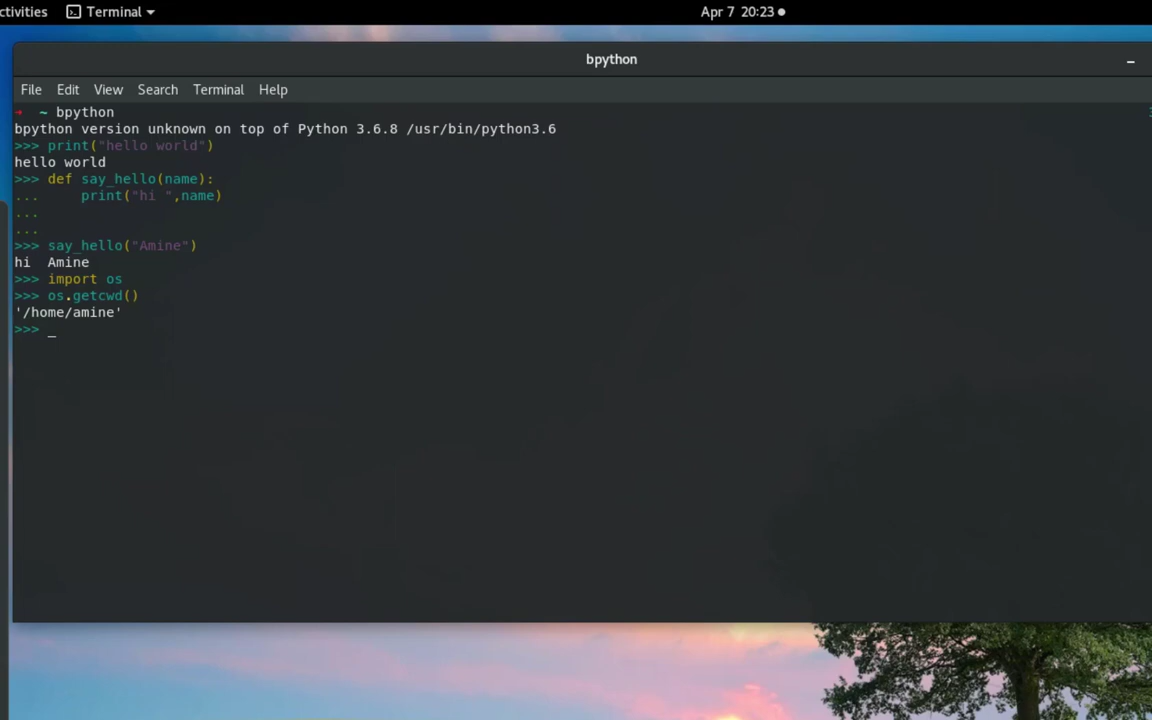 ctivities Terminal Apr 7 20:23
bpython
File Edit View Search Terminal Help
➜ ~ bpython
bpython version unknown on top of Python 3.6.8 /usr/bin/python3.6
>>> print("hello world")
hello world
>>> def say_hello(name):
...     print("hi ",name)
...
...
>>> say_hello("Amine")
hi  Amine
>>> import os
>>> os.getcwd()
'/home/amine'
>>> _